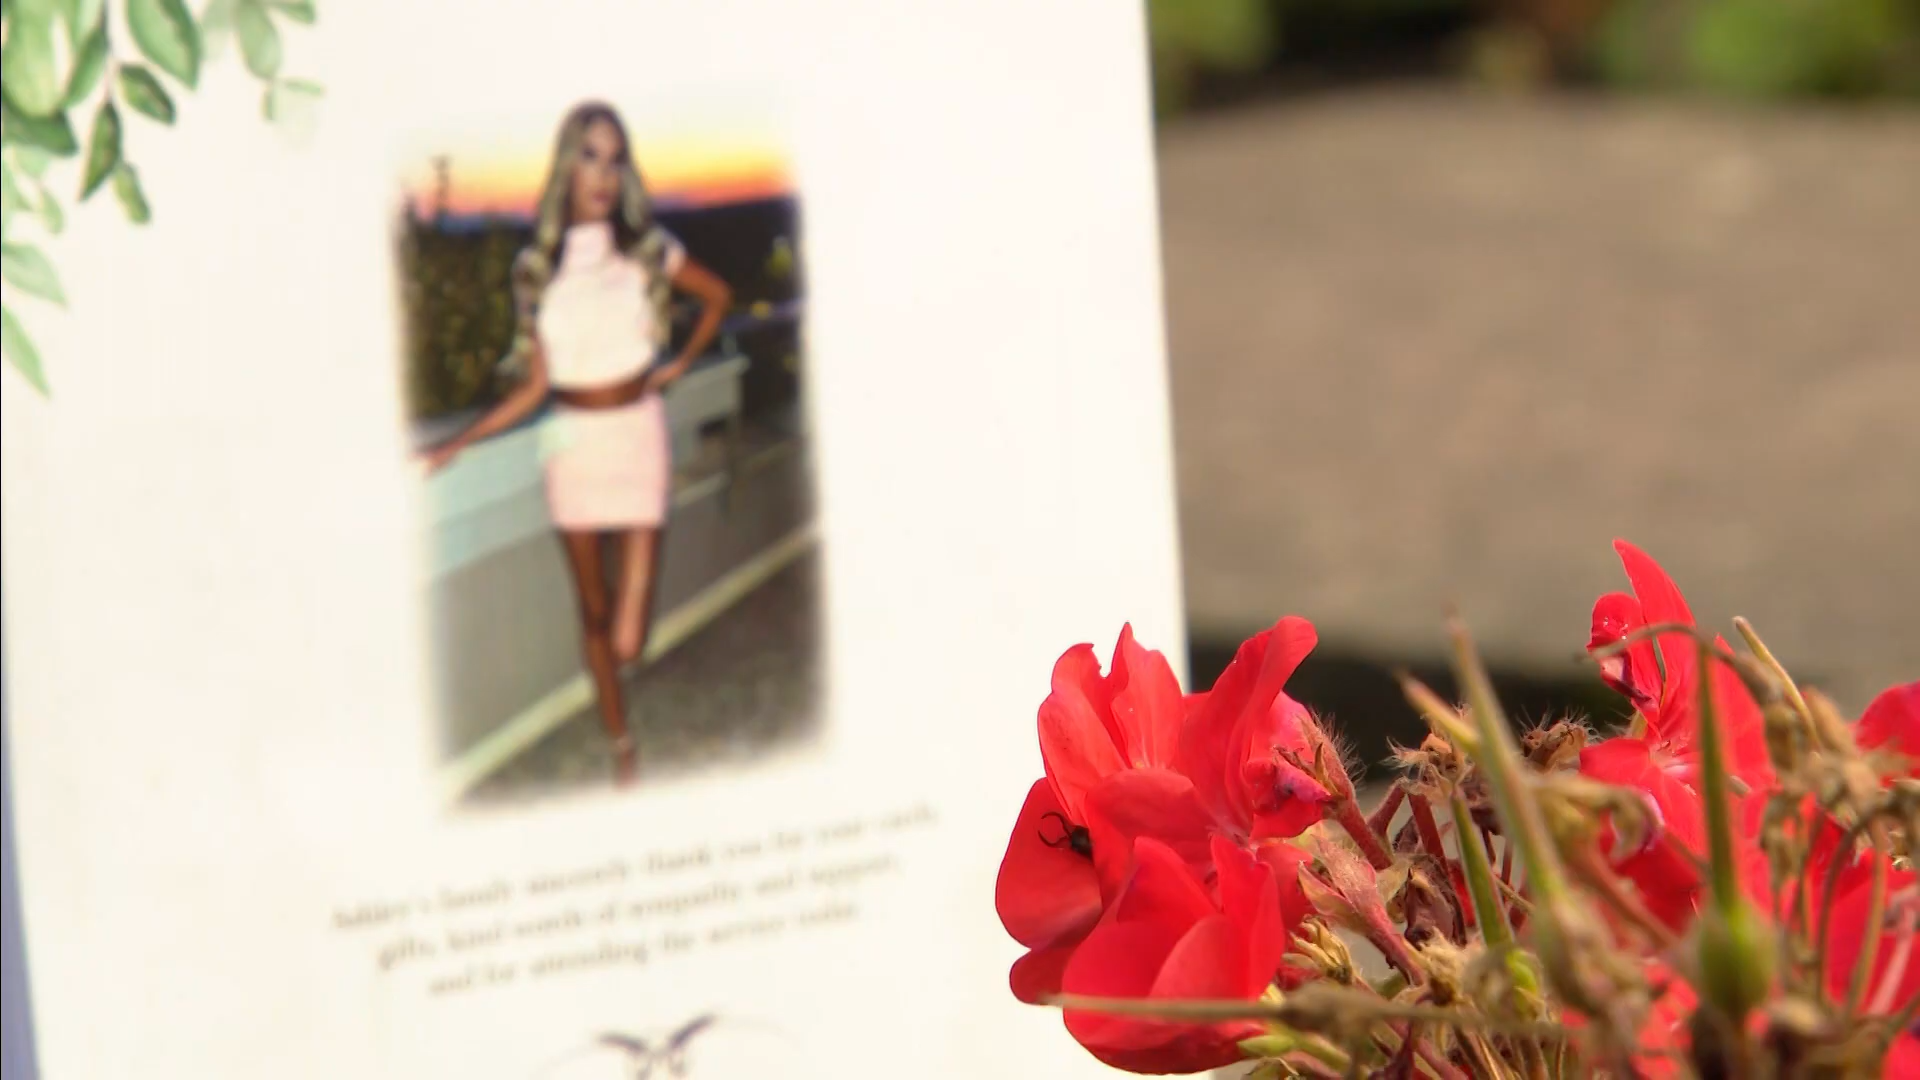 Ashley's family sincerely thank you for your cards,
gifts, kind words of sympathy and support,
and for attending the service today.